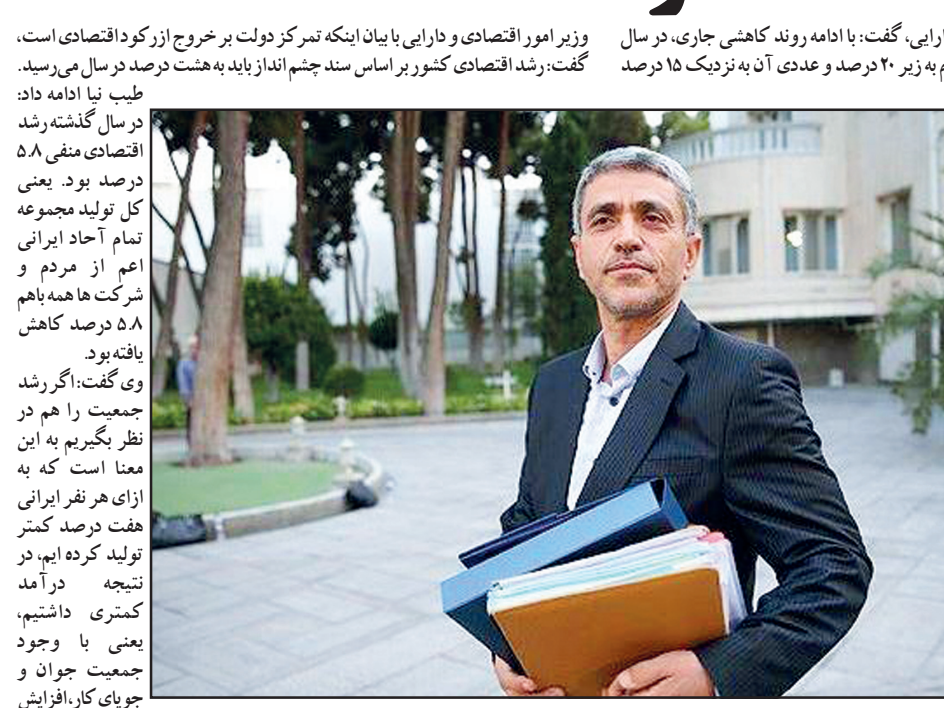 ارایی، گفت: با ادامه روند کاهشی جاری، در سال
م به زیر ۲۰ درصد و عددی آن به نزدیک ۱۵ درصد
وزیر امور اقتصادی و دارایی با بیان اینکه تمرکز دولت بر خروج از رکود اقتصادی است،
گفت: رشد اقتصادی کشور بر اساس سند چشم انداز باید به هشت درصد در سال می‌رسید.
طیب نیا ادامه داد:
در سال گذشته رشد
اقتصادی منفی ۵.۸
درصد بود. یعنی
کل تولید مجموعه
تمام آحاد ایرانی
اعم از مردم و
شرکت ها همه باهم
۵.۸ درصد کاهش
یافته بود.
وی گفت: اگر رشد
جمعیت را هم در
نظر بگیریم به این
معنا است که به
ازای هر نفر ایرانی
هفت درصد کمتر
تولید کرده ایم، در
نتیجه درآمد
کمتری داشتیم،
یعنی با وجود
جمعیت جوان و
جویای کار، افزایش